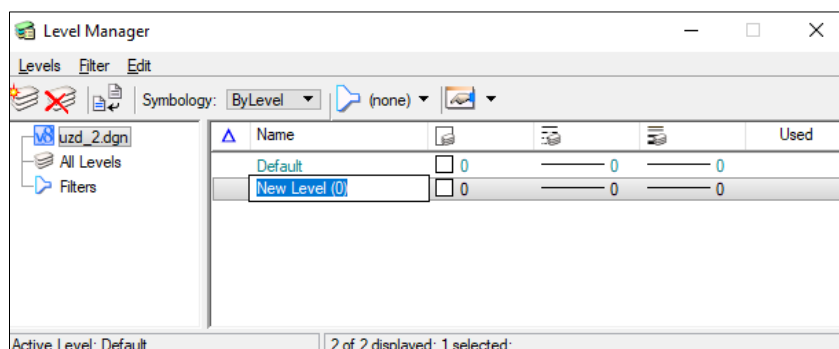 Level Manager
Levels Filter Edit
Symbology: ByLevel (none)
uzd_2.dgn
All Levels
Filters
Name Used
Default 0 0 0
New Level (0) 0 0 0
Active Level: Default 2 of 2 displayed; 1 selected;